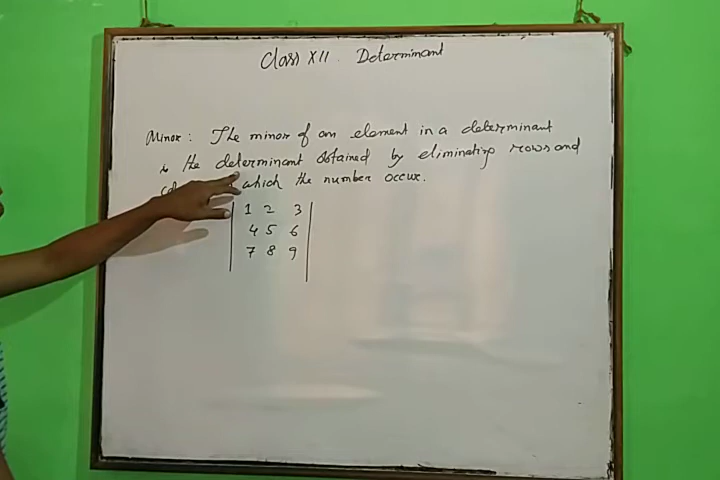 Class XII. Determinant
Minor: The minor of an element in a determinant
is the determinant obtained by eliminating rows and
which the number occur.
1 2 3
4 5 6
7 8 9